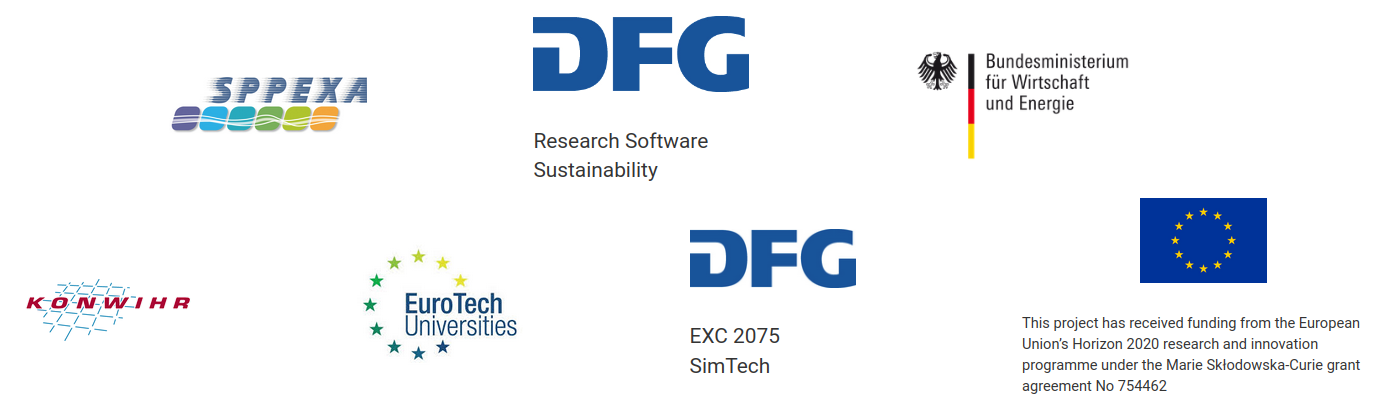 SPPEXA
DFG
Research Software
Sustainability
Bundesministerium
für Wirtschaft
und Energie
KONWIHR
EuroTech
Universities
DFG
EXC 2075
SimTech
This project has received funding from the European
Union’s Horizon 2020 research and innovation
programme under the Marie Skłodowska-Curie grant
agreement No 754462